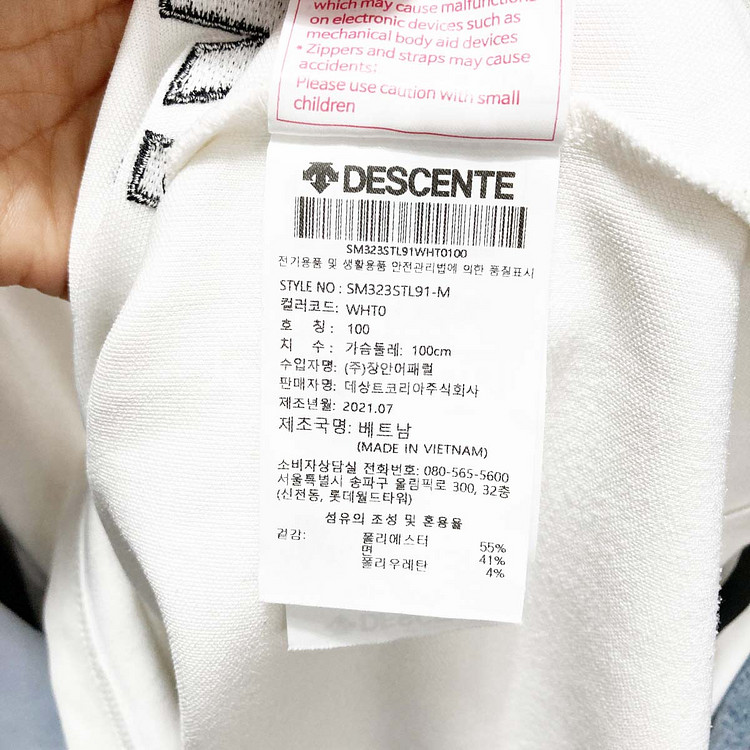 which may cause malfunctions
on electronic devices such as
mechanical body aid devices
* Zippers and straps may cause
accidents:
Please use caution with small
children
DESCENTE
SM323STL91WHT0100
전기용품 및 생활용품 안전관리법에 의한 품질표시
STYLE NO : SM323STL91-M
컬러코드: WHT0
호 칭 : 100
치 수 : 가슴둘레: 100cm
수입자명: (주)장안어패럴
판매자명: 데상트코리아주식회사
제조년월: 2021.07
제조국명: 베트남
(MADE IN VIETNAM)
소비자상담실 전화번호: 080-565-5600
서울특별시 송파구 올림픽로 300, 32층
(신천동, 롯데월드타워)
섬유의 조성 및 혼용율
겉감: 폴리에스터 55%
면 41%
폴리우레탄 4%
DESCE